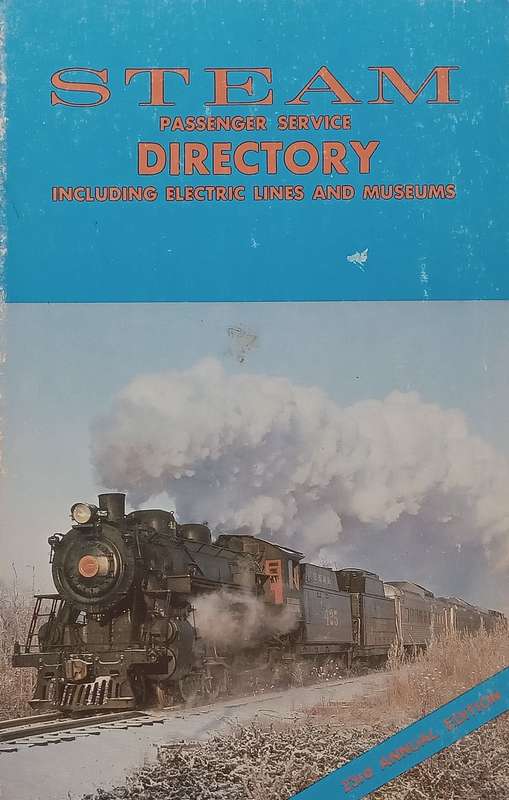 STEAM
PASSENGER SERVICE
DIRECTORY
INCLUDING ELECTRIC LINES AND MUSEUMS
23rd ANNUAL EDITION